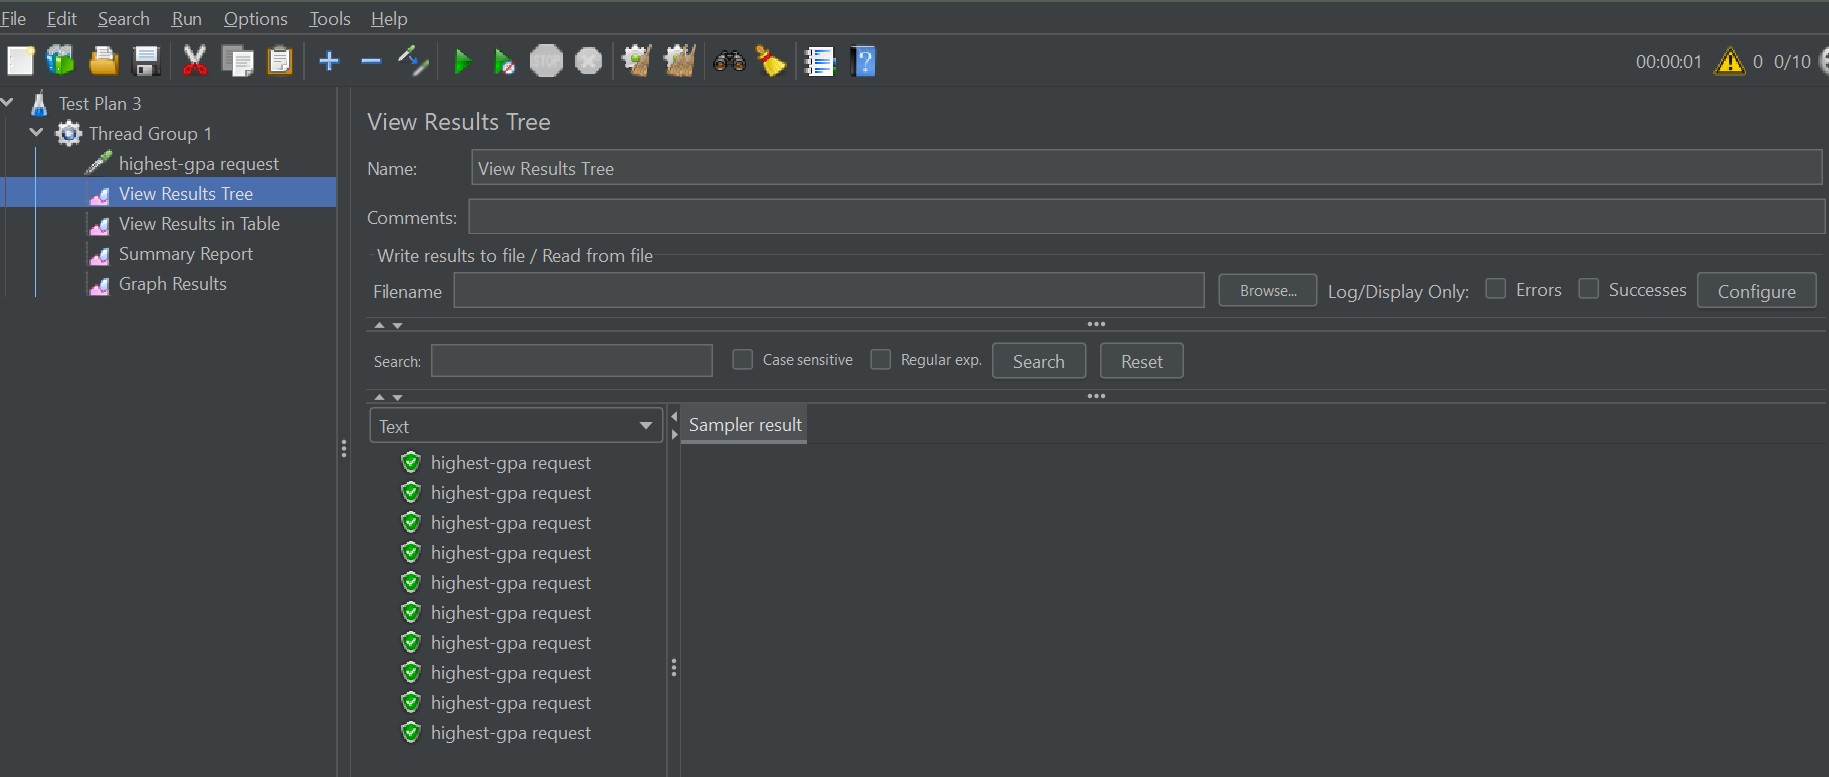 File Edit Search Run Options Tools Help
STOP
00:00:01 0 0/10
Test Plan 3
Thread Group 1
highest-gpa request
View Results Tree
View Results in Table
Summary Report
Graph Results
View Results Tree
Name: View Results Tree
Comments:
Write results to file / Read from file
Filename Browse... Log/Display Only: Errors Successes Configure
Search: Case sensitive Regular exp. Search Reset
Text
Sampler result
highest-gpa request
highest-gpa request
highest-gpa request
highest-gpa request
highest-gpa request
highest-gpa request
highest-gpa request
highest-gpa request
highest-gpa request
highest-gpa request